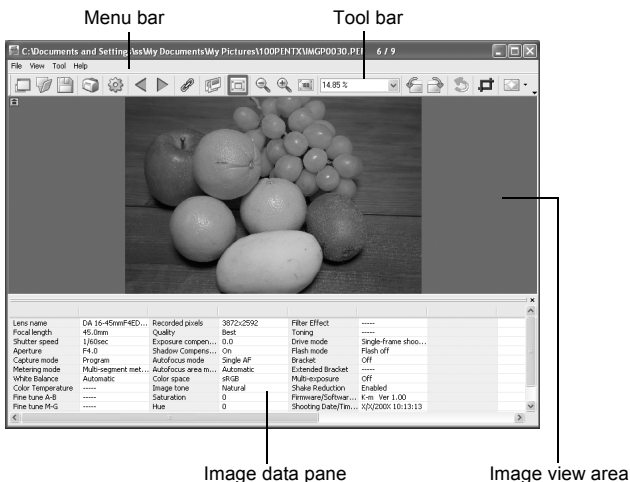 Menu bar
Tool bar
C:\Documents and Settings\ss\My Documents\My Pictures\100PENTX\IMGP0030.PEF 6 / 9
File View Tool Help
14.85 %
Lens name DA 16-45mmF4ED... Recorded pixels 3872x2592 Filter Effect -----
Focal length 45.0mm Quality Best Toning -----
Shutter speed 1/60sec Exposure compen... 0.0 Drive mode Single-frame shoo...
Aperture F4.0 Shadow Compens... On Flash mode Flash off
Capture mode Program Autofocus mode Single AF Bracket Off
Metering mode Multi-segment met... Autofocus area m... Automatic Extended Bracket -----
White Balance Automatic Color space sRGB Multi-exposure Off
Color Temperature ----- Image tone Natural Shake Reduction Enabled
Fine tune A-B ----- Saturation 0 Firmware/Softwar... K-m Ver 1.00
Fine tune M-G ----- Hue 0 Shooting Date/Tim... X/X/200X 10:13:13
Image data pane
Image view area